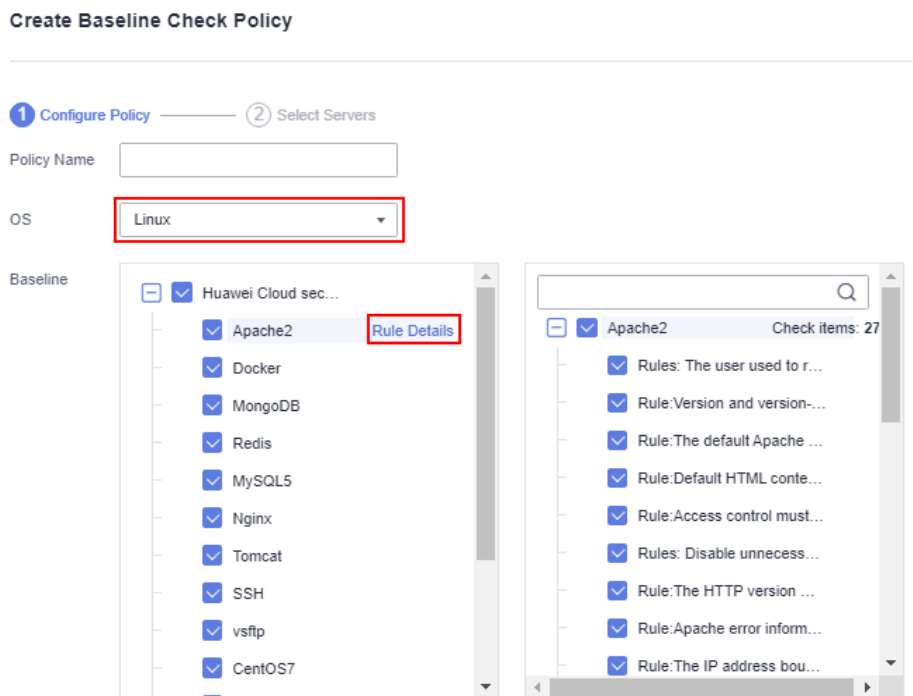 Create Baseline Check Policy
1 Configure Policy 2 Select Servers
Policy Name
OS Linux
Baseline
Huawei Cloud sec...
Apache2 Rule Details
Docker
MongoDB
Redis
MySQL5
Nginx
Tomcat
SSH
vsftp
CentOS7
Apache2 Check items: 27
Rules: The user used to r...
Rule:Version and version-...
Rule:The default Apache ...
Rule:Default HTML conte...
Rule:Access control must...
Rules: Disable unnecess...
Rule:The HTTP version ...
Rule:Apache error inform...
Rule:The IP address bou...